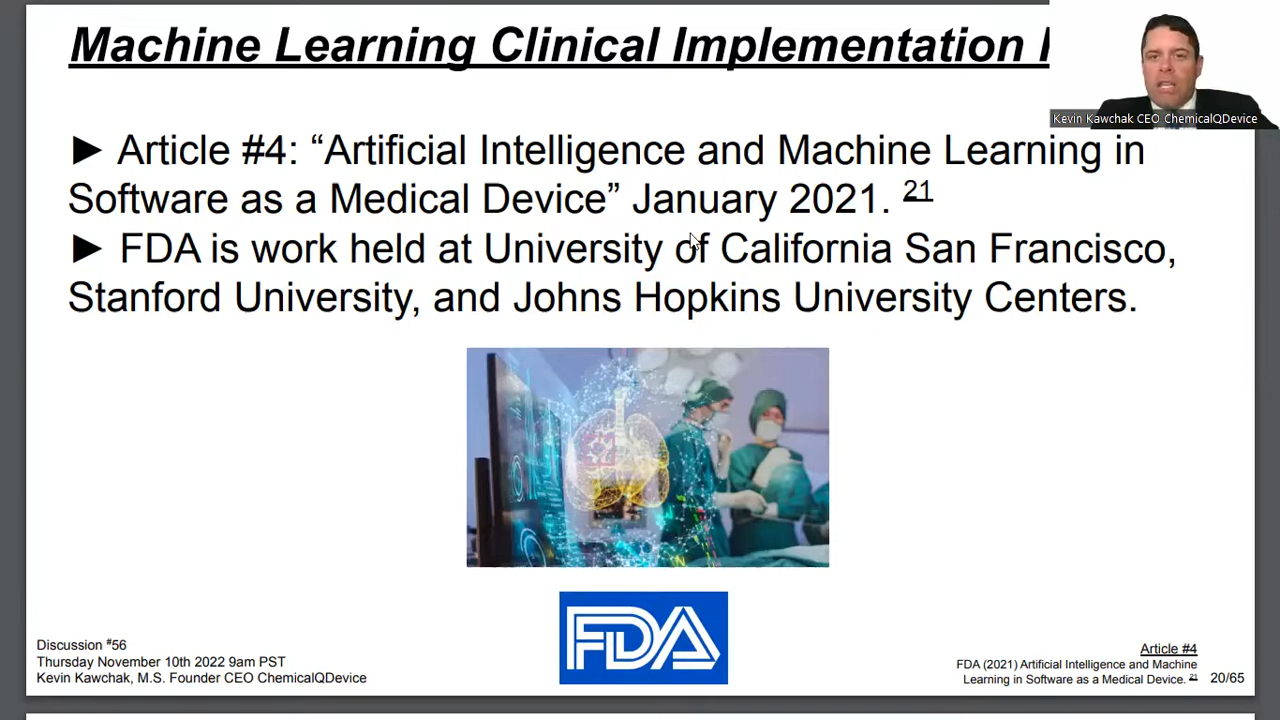 Machine Learning Clinical Implementation
Kevin Kawchak CEO ChemicalQDevice
► Article #4: “Artificial Intelligence and Machine Learning in
Software as a Medical Device” January 2021. 21
► FDA is work held at University of California San Francisco,
Stanford University, and Johns Hopkins University Centers.
FDA
Discussion #56
Thursday November 10th 2022 9am PST
Kevin Kawchak, M.S. Founder CEO ChemicalQDevice
Article #4
FDA (2021) Artificial Intelligence and Machine
Learning in Software as a Medical Device. 21
20/65